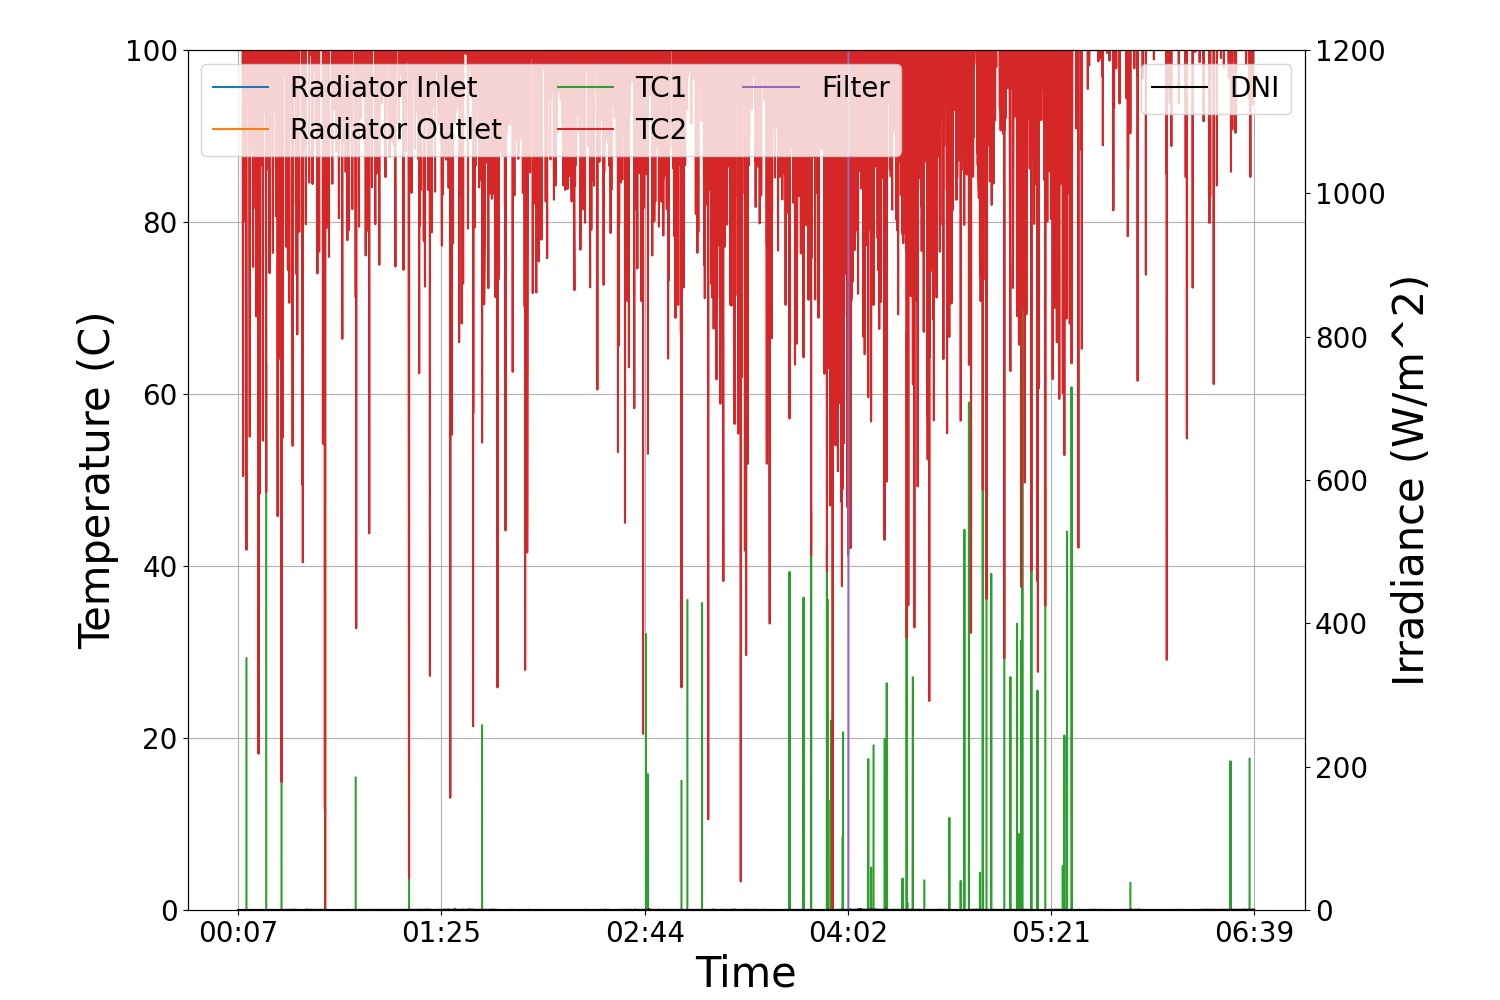 100
80
60
40
20
0
Temperature (C)
Radiator Inlet
Radiator Outlet
TC1
TC2
Filter
DNI
1200
1000
800
600
400
200
0
Irradiance (W/m^2)
00:07
01:25
02:44
04:02
05:21
06:39
Time